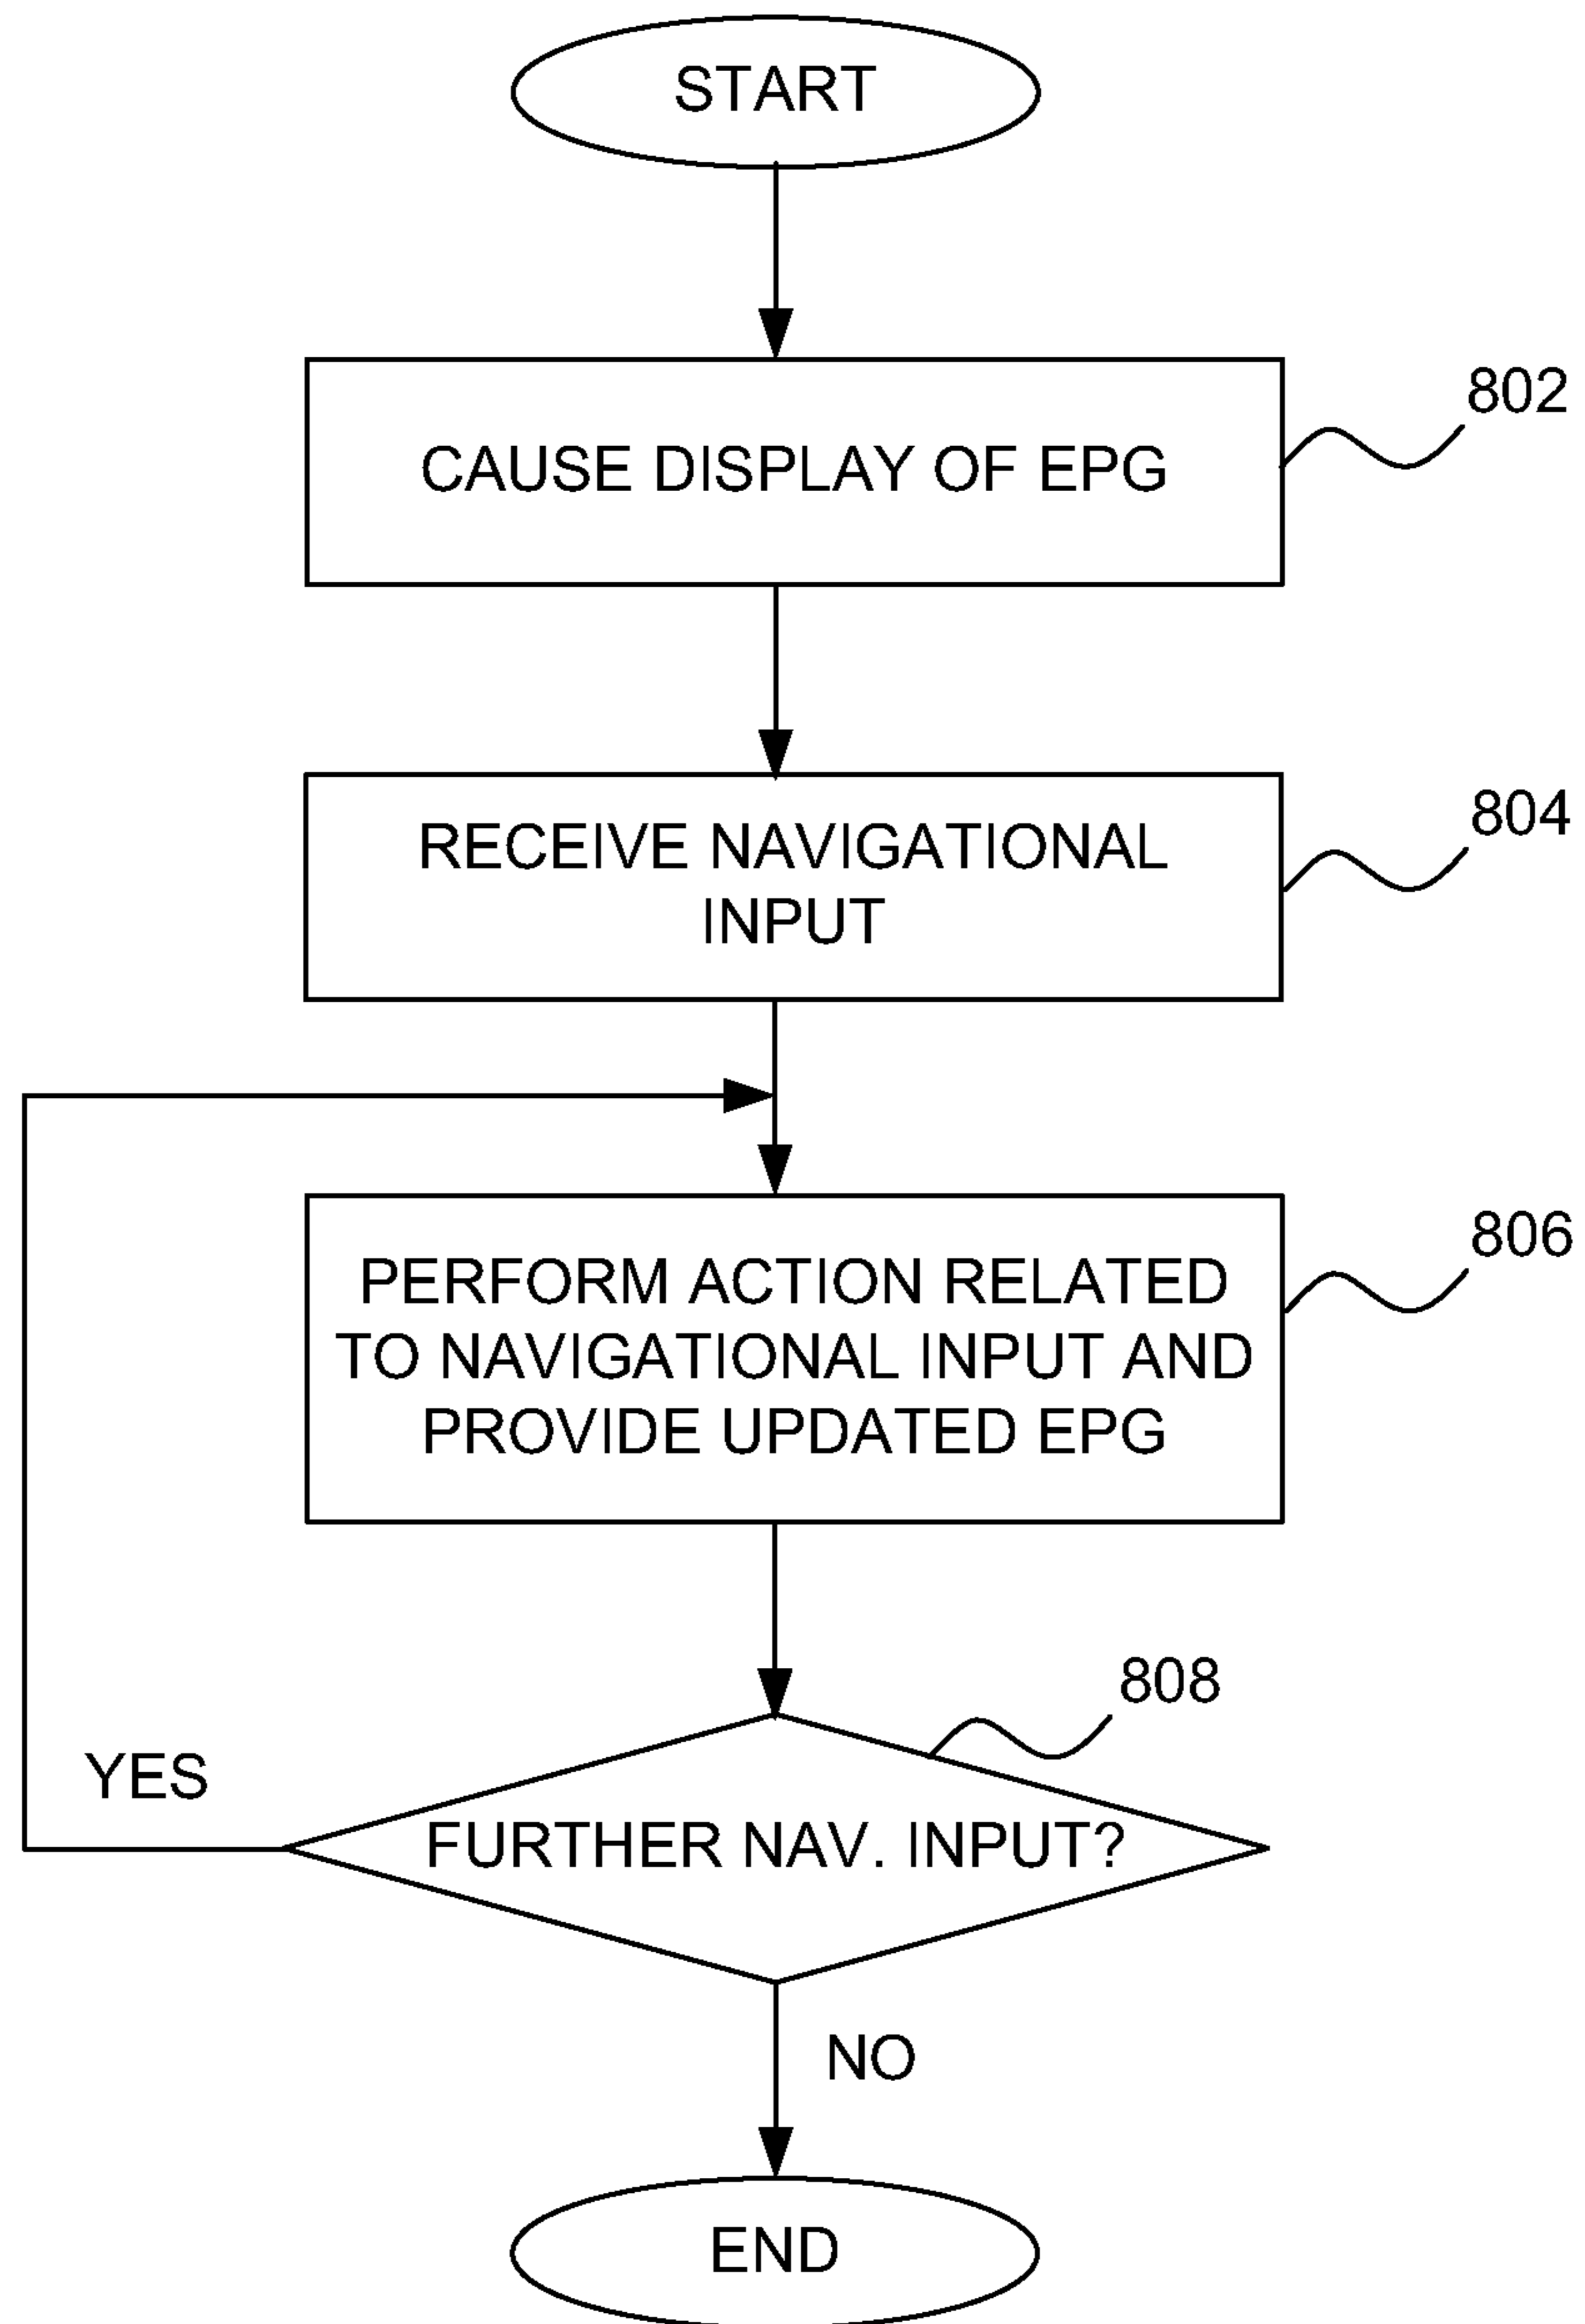 START
802
CAUSE DISPLAY OF EPG
804
RECEIVE NAVIGATIONAL
INPUT
806
PERFORM ACTION RELATED
TO NAVIGATIONAL INPUT AND
PROVIDE UPDATED EPG
808
YES
FURTHER NAV. INPUT?
NO
END